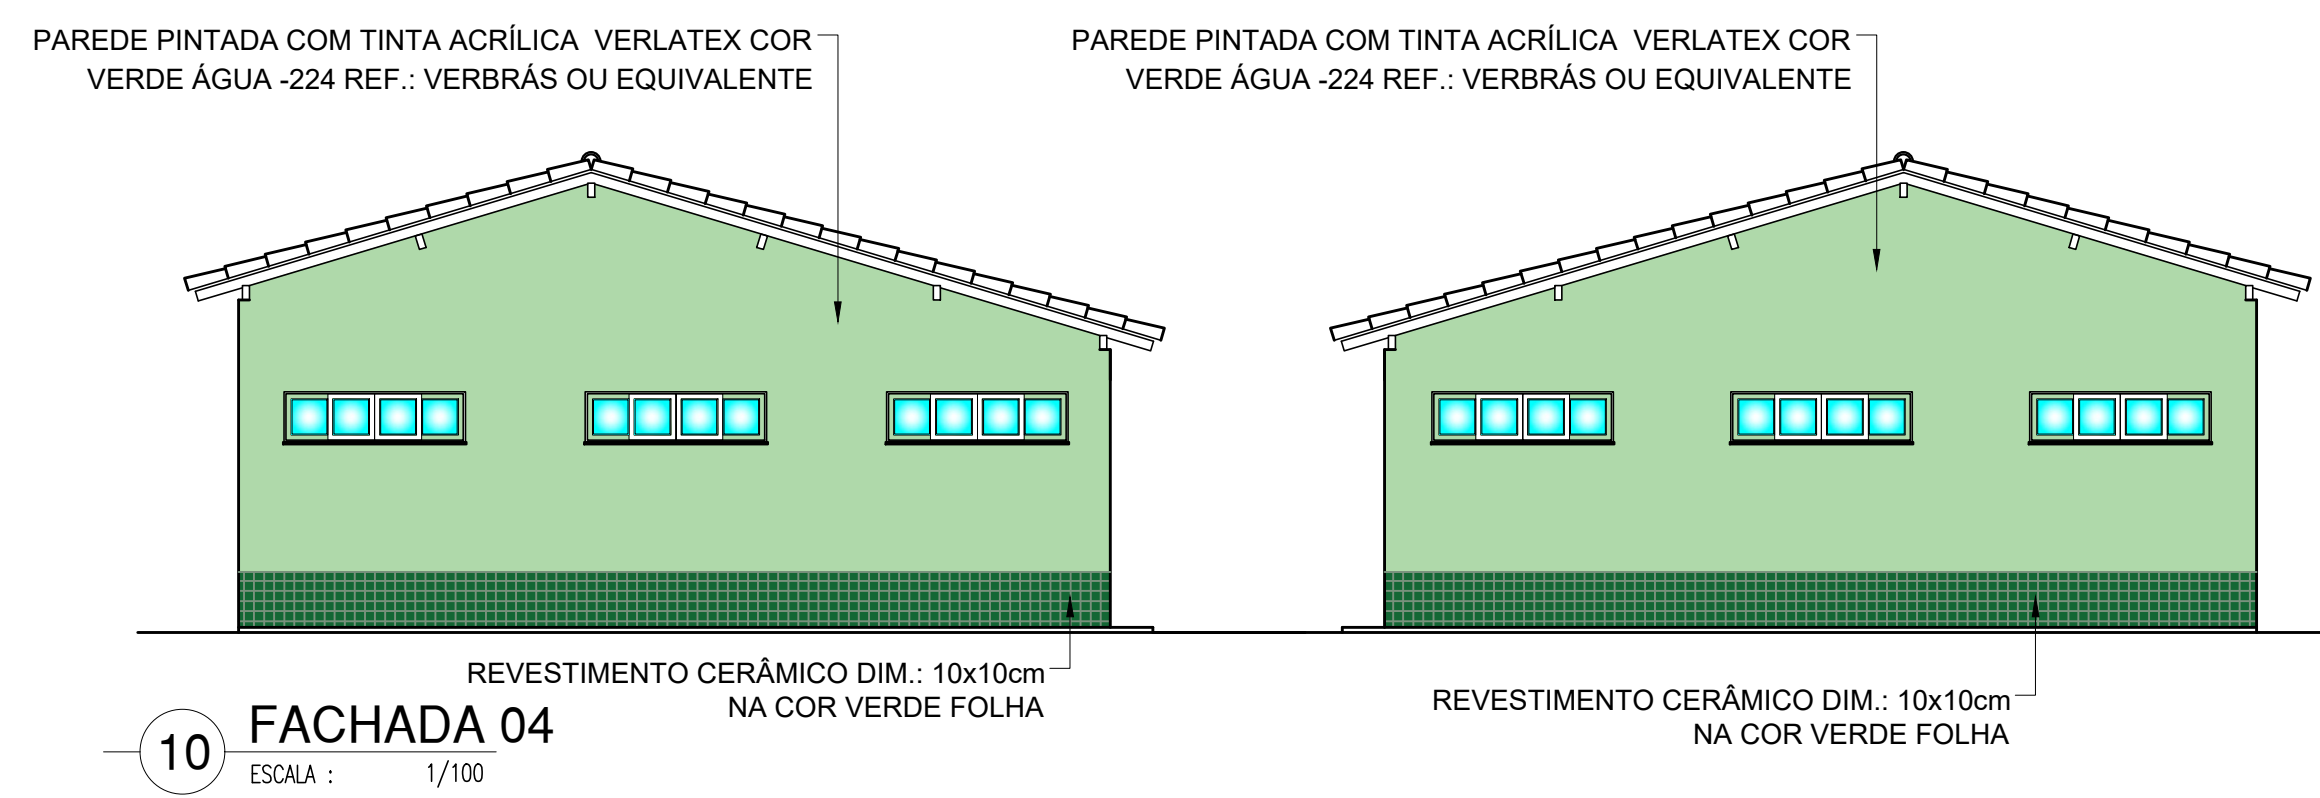 PAREDE PINTADA COM TINTA ACRÍLICA  VERLATEX COR
VERDE ÁGUA -224 REF.: VERBRÁS OU EQUIVALENTE
PAREDE PINTADA COM TINTA ACRÍLICA  VERLATEX COR
VERDE ÁGUA -224 REF.: VERBRÁS OU EQUIVALENTE
REVESTIMENTO CERÂMICO DIM.: 10x10cm
NA COR VERDE FOLHA
REVESTIMENTO CERÂMICO DIM.: 10x10cm
NA COR VERDE FOLHA
10 FACHADA 04
ESCALA : 1/100